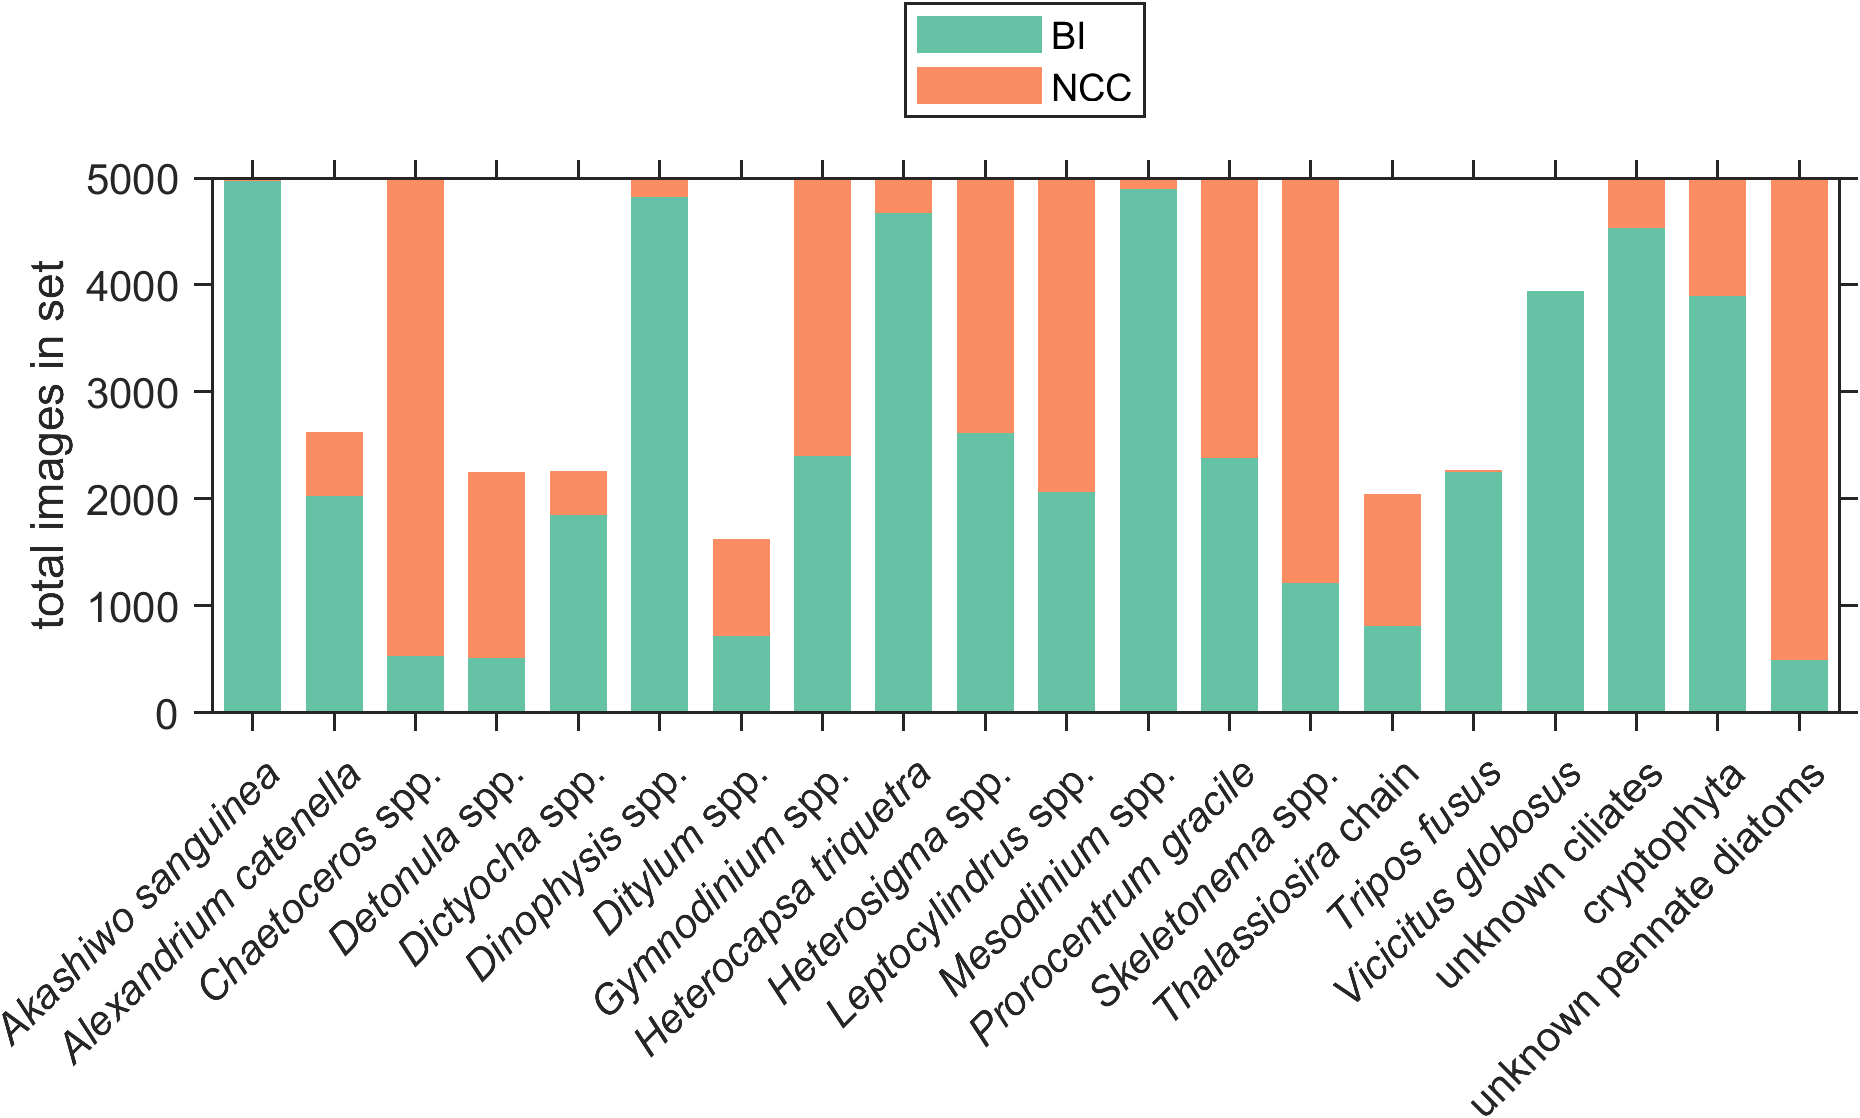 BI
NCC
total images in set
5000
4000
3000
2000
1000
0
Akashiwo sanguinea
Alexandrium catenella
Chaetoceros spp.
Detonula spp.
Dictyocha spp.
Dinophysis spp.
Ditylum spp.
Gymnodinium spp.
Heterocapsa triquetra
Heterosigma spp.
Leptocylindrus spp.
Mesodinium spp.
Prorocentrum gracile
Skeletonema spp.
Thalassiosira chain
Tripos fusus
Vicicitus globosus
unknown ciliates
cryptophyta
unknown pennate diatoms